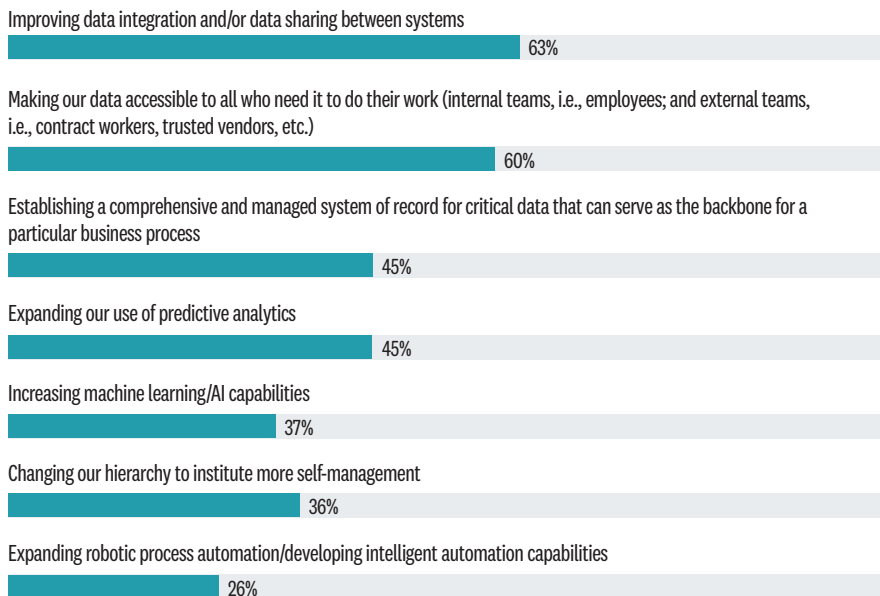 Improving data integration and/or data sharing between systems
63%
Making our data accessible to all who need it to do their work (internal teams, i.e., employees; and external teams,
i.e., contract workers, trusted vendors, etc.)
60%
Establishing a comprehensive and managed system of record for critical data that can serve as the backbone for a
particular business process
45%
Expanding our use of predictive analytics
45%
Increasing machine learning/AI capabilities
37%
Changing our hierarchy to institute more self-management
36%
Expanding robotic process automation/developing intelligent automation capabilities
26%